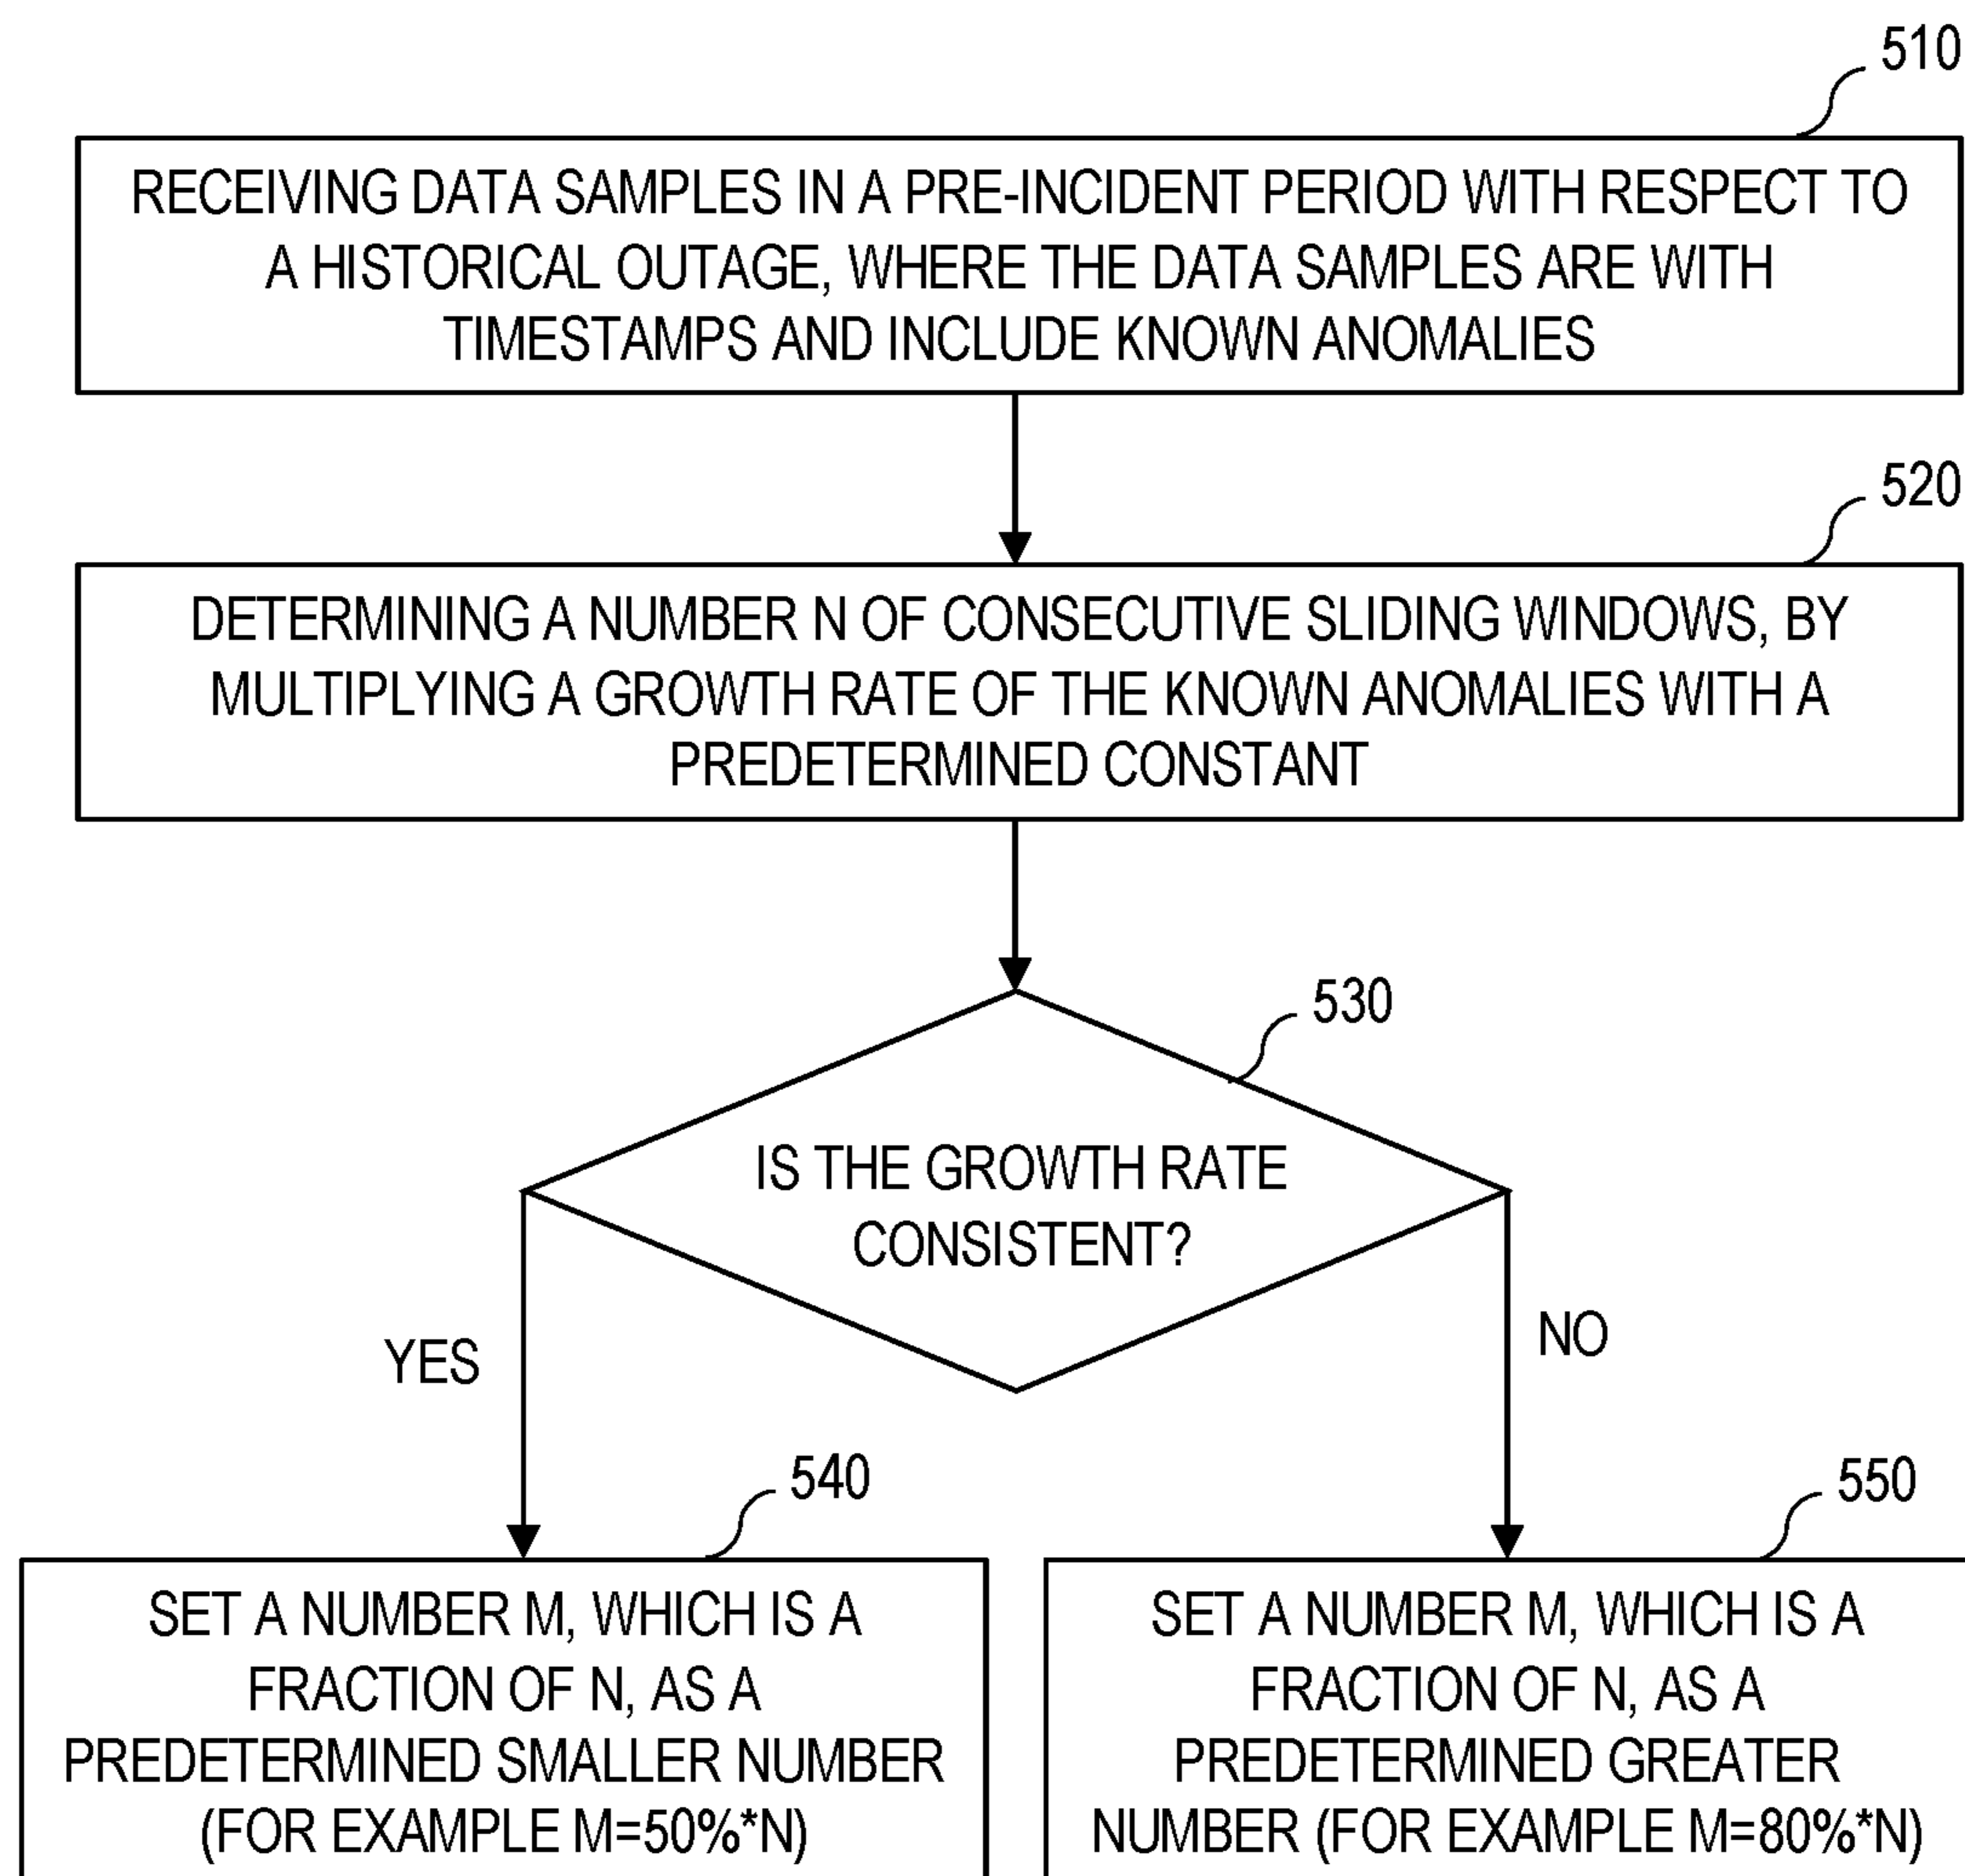 510
RECEIVING DATA SAMPLES IN A PRE-INCIDENT PERIOD WITH RESPECT TO
A HISTORICAL OUTAGE, WHERE THE DATA SAMPLES ARE WITH
TIMESTAMPS AND INCLUDE KNOWN ANOMALIES
520
DETERMINING A NUMBER N OF CONSECUTIVE SLIDING WINDOWS, BY
MULTIPLYING A GROWTH RATE OF THE KNOWN ANOMALIES WITH A
PREDETERMINED CONSTANT
530
IS THE GROWTH RATE
CONSISTENT?
YES
NO
540
SET A NUMBER M, WHICH IS A
FRACTION OF N, AS A
PREDETERMINED SMALLER NUMBER
(FOR EXAMPLE M=50%*N)
550
SET A NUMBER M, WHICH IS A
FRACTION OF N, AS A
PREDETERMINED GREATER
NUMBER (FOR EXAMPLE M=80%*N)